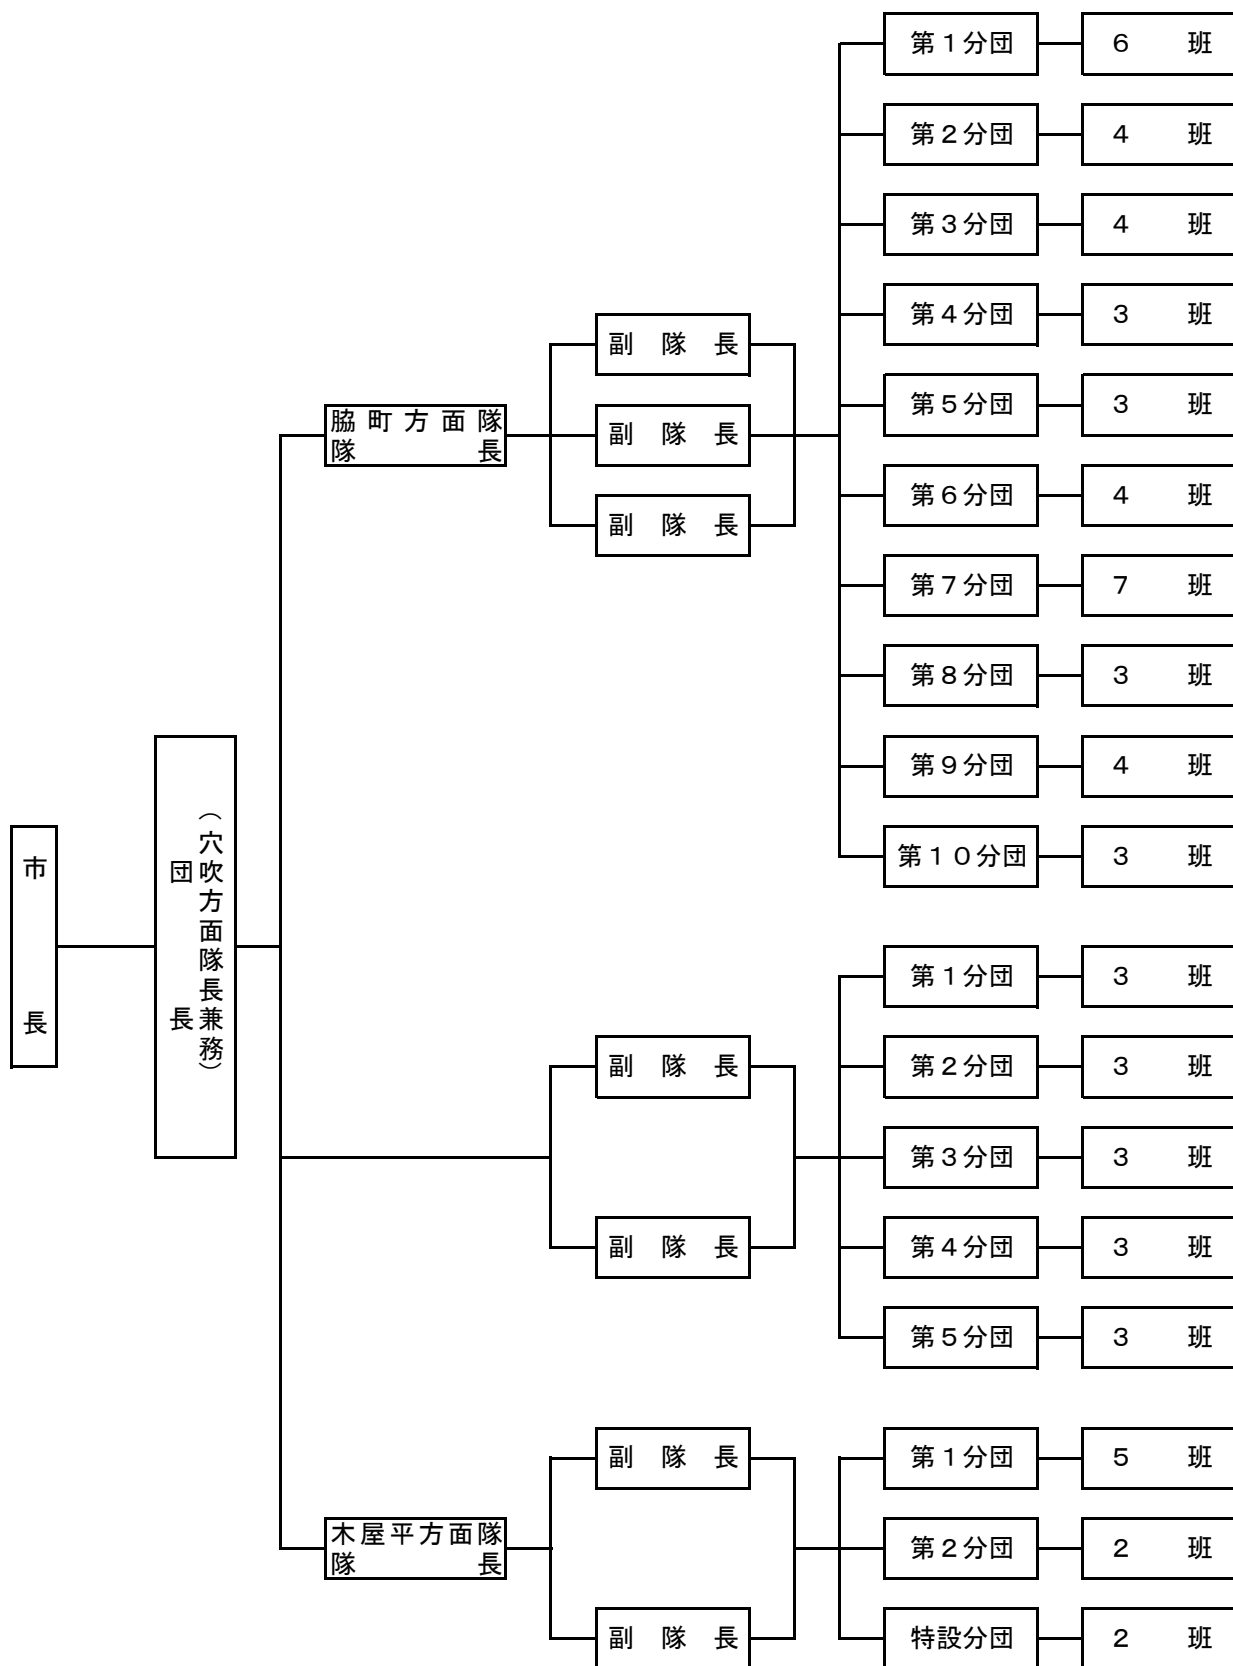 市長
団長
（穴吹方面隊長兼務）
脇町方面隊
隊長
副隊長
副隊長
副隊長
第１分団 6 班
第２分団 4 班
第３分団 4 班
第４分団 3 班
第５分団 3 班
第６分団 4 班
第７分団 7 班
第８分団 3 班
第９分団 4 班
第１０分団 3 班
副隊長
副隊長
第１分団 3 班
第２分団 3 班
第３分団 3 班
第４分団 3 班
第５分団 3 班
木屋平方面隊
隊長
副隊長
副隊長
第１分団 5 班
第２分団 2 班
特設分団 2 班